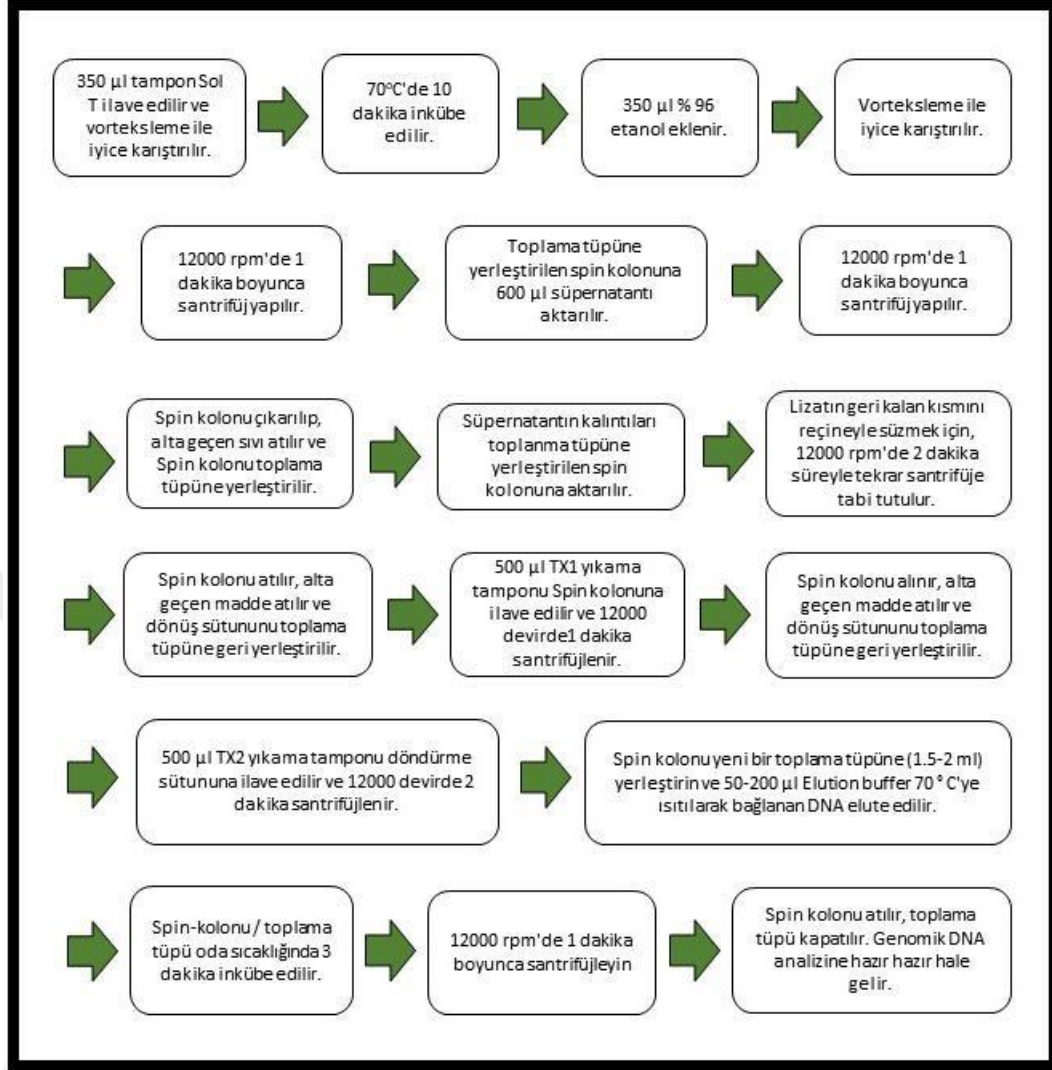 350 µl tampon Sol
T ilave edilir ve
vorteksleme ile
iyice karıştırılır.
70°C'de 10
dakika inkübe
edilir.
350 µl % 96
etanol eklenir.
Vorteksleme ile
iyice karıştırılır.
12000 rpm'de 1
dakika boyunca
santrifüj yapılır.
Toplama tüpüne
yerleştirilen spin kolonuna
600 µl süpernatantı
aktarılır.
12000 rpm'de 1
dakika boyunca
santrifüj yapılır.
Spin kolonu çıkarılıp,
alta geçen sıvı atılır ve
Spin kolonu toplama
tüpüne yerleştirilir.
Süpernatantın kalıntıları
toplanma tüpüne
yerleştirilen spin
kolonuna aktarılır.
Lizatın geri kalan kısmını
reçineyle süzmek için,
12000 rpm'de 2 dakika
süreyle tekrar santrifüje
tabi tutulur.
Spin kolonu atılır, alta
geçen madde atılır ve
dönüş sütununu toplama
tüpüne geri yerleştirilir.
500 µl TX1 yıkama
tamponu Spin kolonuna
ilave edilir ve 12000
devirde1 dakika
santrifüjlenir.
Spin kolonu alınır, alta
geçen madde atılır ve
dönüş sütununu toplama
tüpüne geri yerleştirilir.
500 µl TX2 yıkama tamponu döndürme
sütununa ilave edilir ve 12000 devirde 2
dakika santrifüjlenir.
Spin kolonu yeni bir toplama tüpüne (1.5-2 ml)
yerleştirin ve 50-200 µl Elution buffer 70 ° C'ye
ısıtılarak bağlanan DNA elute edilir.
Spin-kolonu / toplama
tüpü oda sıcaklığında 3
dakika inkübe edilir.
12000 rpm'de 1 dakika
boyunca santrifüjleyin
Spin kolonu atılır, toplama
tüpü kapatılır. Genomik DNA
analizine hazır hazır hale
gelir.